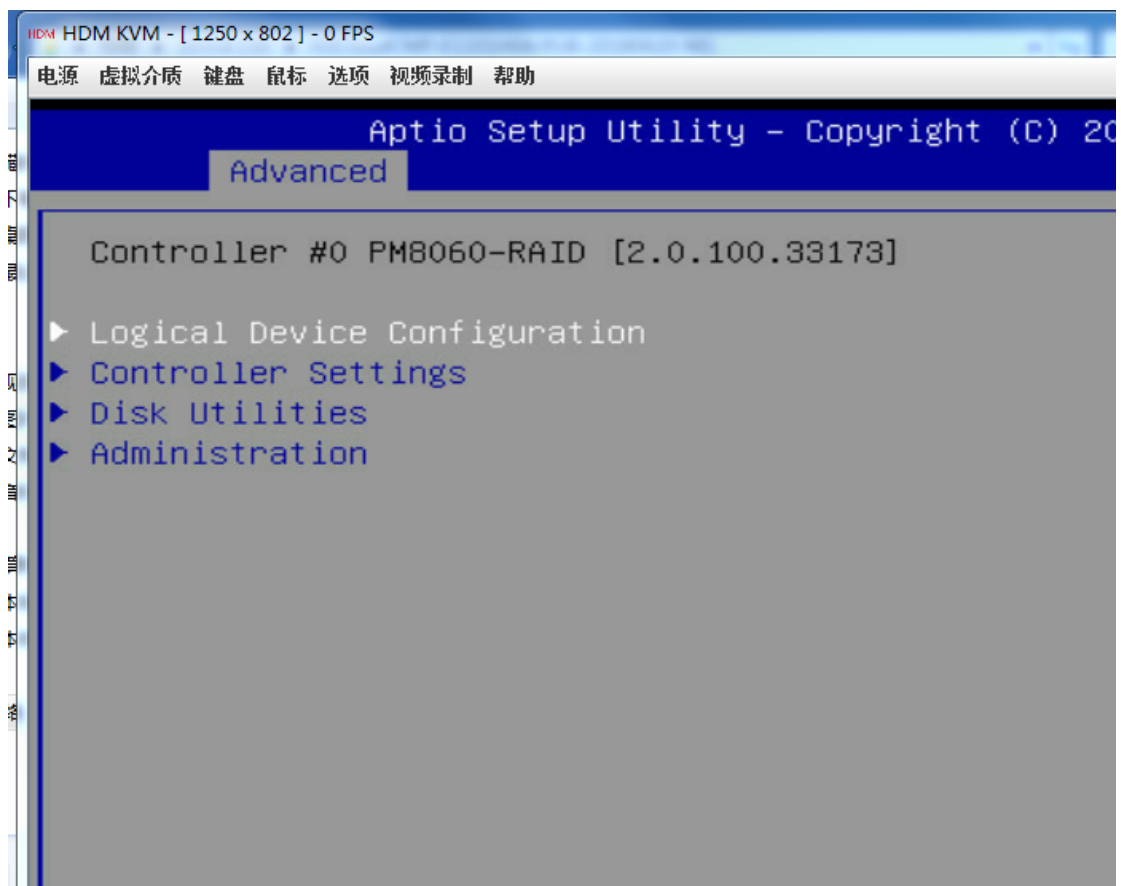 HDM HDM KVM - [ 1250 x 802 ] - 0 FPS
电源 虚拟介质 键盘 鼠标 选项 视频录制 帮助
Aptio Setup Utility – Copyright (C) 20
Advanced
Controller #0 PM8060-RAID [2.0.100.33173]
Logical Device Configuration
Controller Settings
Disk Utilities
Administration